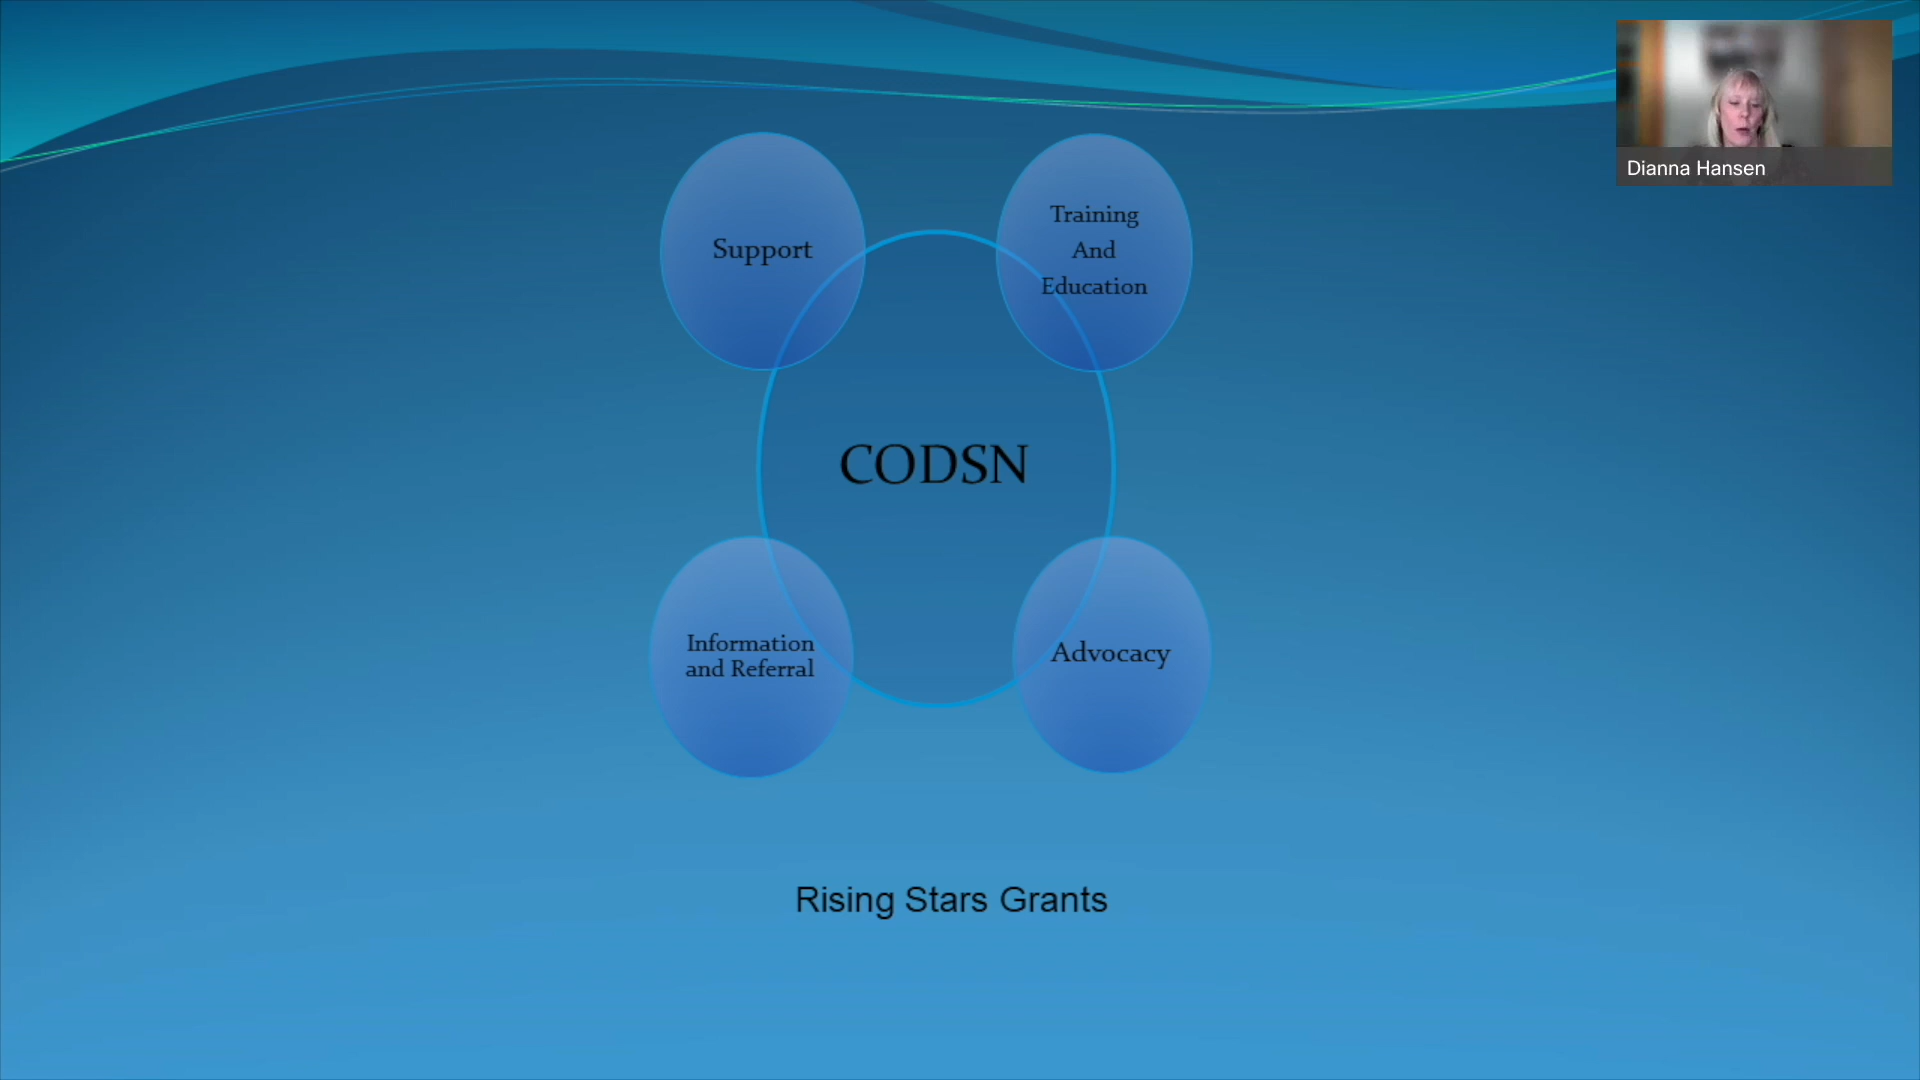 Dianna Hansen
Support
Training
And
Education
CODSN
Information
and Referral
Advocacy
Rising Stars Grants